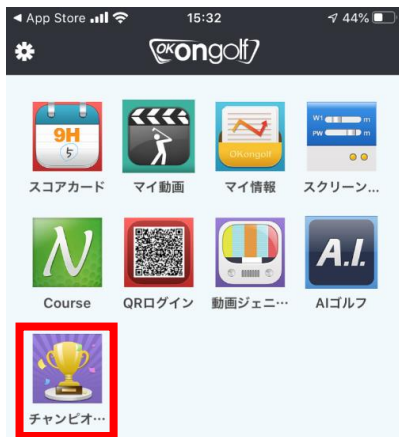 App Store 15:32 44%
OKongolf
9H
5
OKongolf
W1 m
PW m
スコアカード マイ動画 マイ情報 スクリーン...
N
A.I.
Course QRログイン 動画ジェニ… AIゴルフ
チャンピオ…